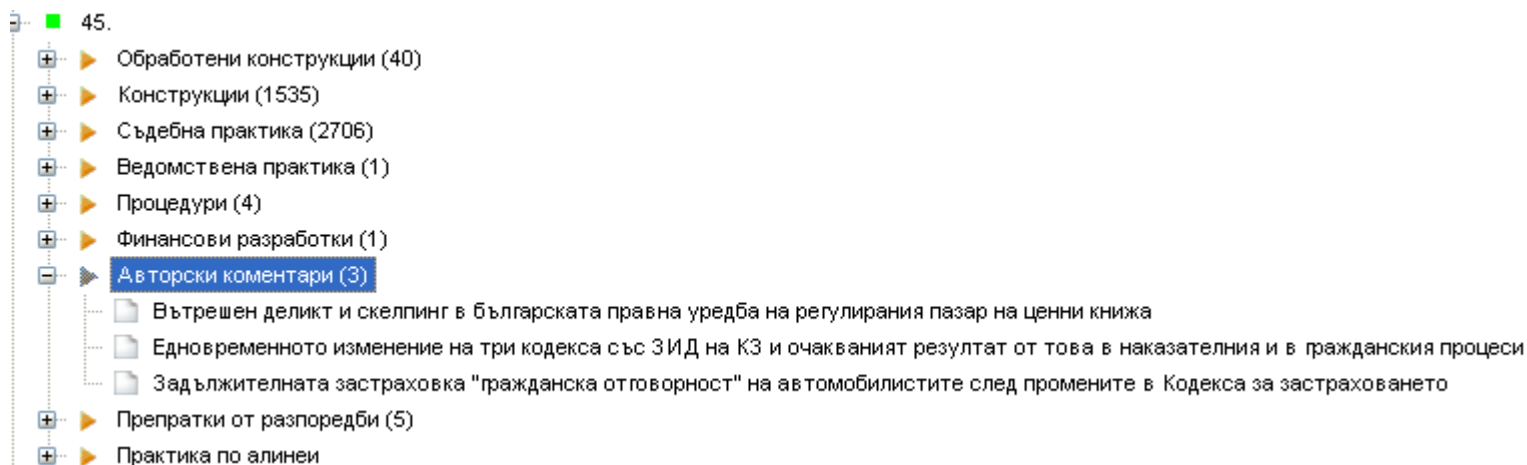 45.
Обработени конструкции (40)
Конструкции (1535)
Съдебна практика (2706)
Ведомствена практика (1)
Процедури (4)
Финансови разработки (1)
Авторски коментари (3)
Вътрешен деликт и скелпинг в българската правна уредба на регулирания пазар на ценни книжа
Едновременното изменение на три кодекса със ЗИД на КЗ и очакваният резултат от това в наказателния и в гражданския процеси
Задължителната застраховка "гражданска отговорност" на автомобилистите след промените в Кодекса за застраховането
Препратки от разпоредби (5)
Практика по алинеи